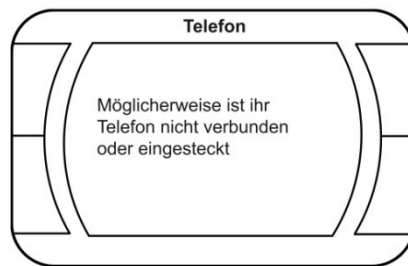 Telefon
Möglicherweise ist ihr
Telefon nicht verbunden
oder eingesteckt